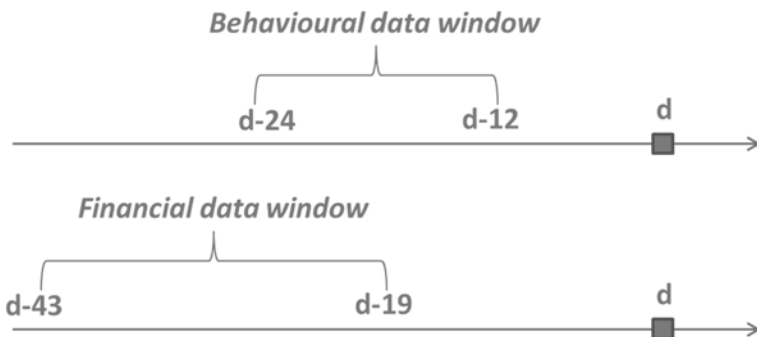 Behavioural data window
d-24 d-12 d
Financial data window
d-43 d-19 d